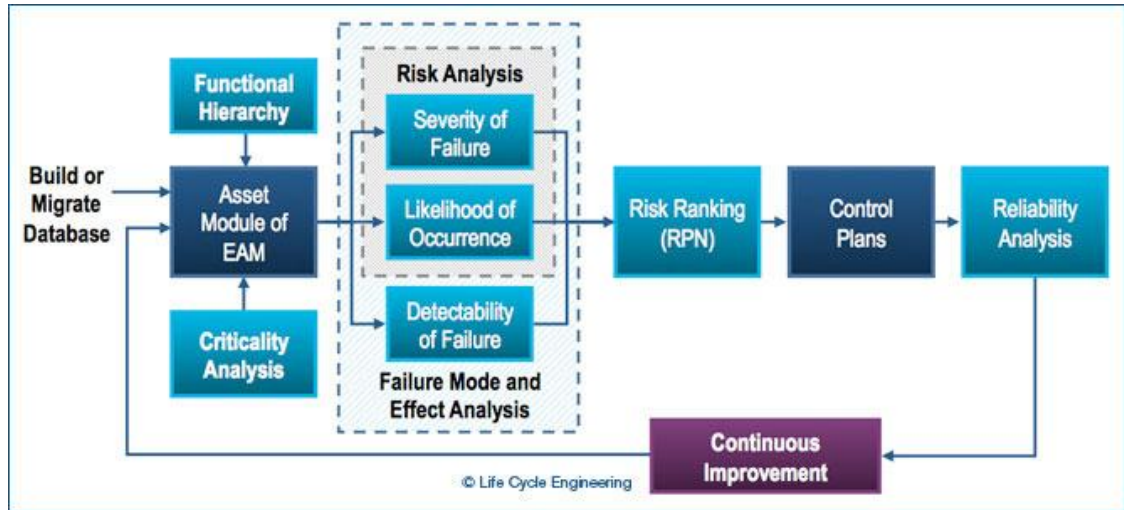 Functional
Hierarchy
Build or
Migrate
Database
Asset
Module of
EAM
Criticality
Analysis
Risk Analysis
Severity of
Failure
Likelihood of
Occurrence
Detectability
of Failure
Failure Mode and
Effect Analysis
Risk Ranking
(RPN)
Control
Plans
Reliability
Analysis
Continuous
Improvement
© Life Cycle Engineering